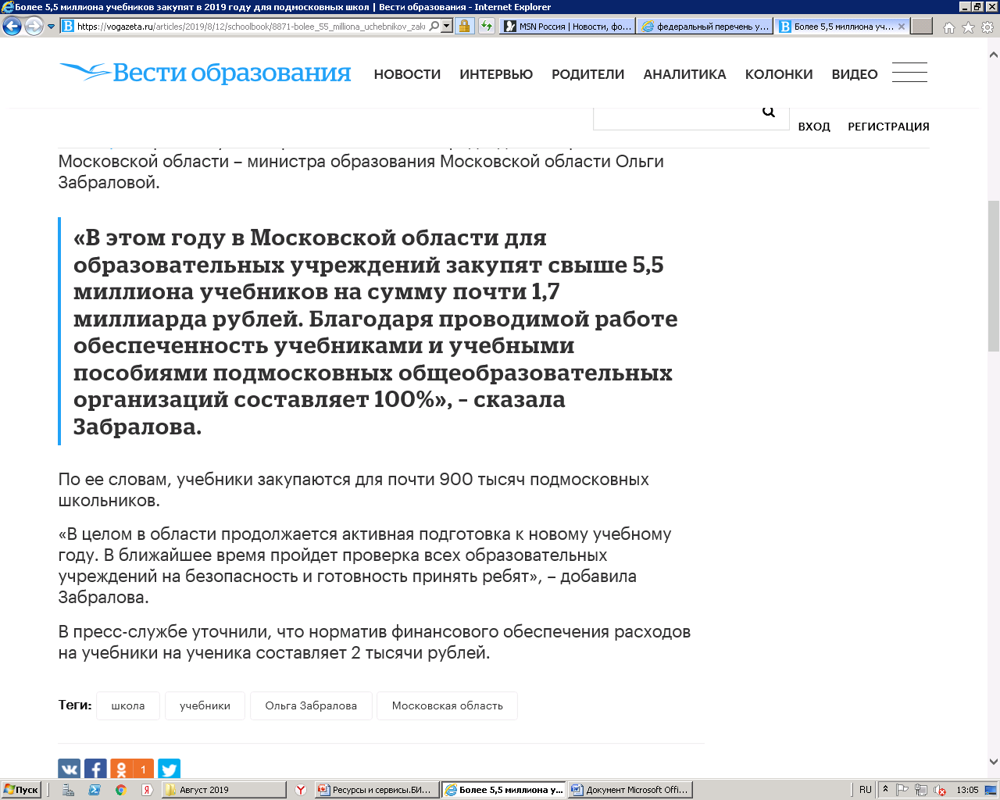 Более 5,5 миллиона учебников закупят в 2019 году для подмосковных школ | Вести образования - Internet Explorer
https://vogazeta.ru/articles/2019/8/12/schoolbook/8871-bolee_55_milliona_uchebnikov_zaku
MSN Россия | Новости, фо...
федеральный перечень у...
Более 5,5 миллиона уч...
Вести образования
НОВОСТИ ИНТЕРВЬЮ РОДИТЕЛИ АНАЛИТИКА КОЛОНКИ ВИДЕО
ВХОД РЕГИСТРАЦИЯ
Московской области – министра образования Московской области Ольги
Забраловой.
«В этом году в Московской области для
образовательных учреждений закупят свыше 5,5
миллиона учебников на сумму почти 1,7
миллиарда рублей. Благодаря проводимой работе
обеспеченность учебниками и учебными
пособиями подмосковных общеобразовательных
организаций составляет 100%», – сказала
Забралова.
По ее словам, учебники закупаются для почти 900 тысяч подмосковных
школьников.
«В целом в области продолжается активная подготовка к новому учебному
году. В ближайшее время пройдет проверка всех образовательных
учреждений на безопасность и готовность принять ребят», – добавила
Забралова.
В пресс-службе уточнили, что норматив финансового обеспечения расходов
на учебники на ученика составляет 2 тысячи рублей.
Теги: школа учебники Ольга Забралова Московская область
1
Пуск Август 2019 Ресурсы и сервисы.БИ... Более 5,5 миллиона у... Документ Microsoft Offi... RU 13:05